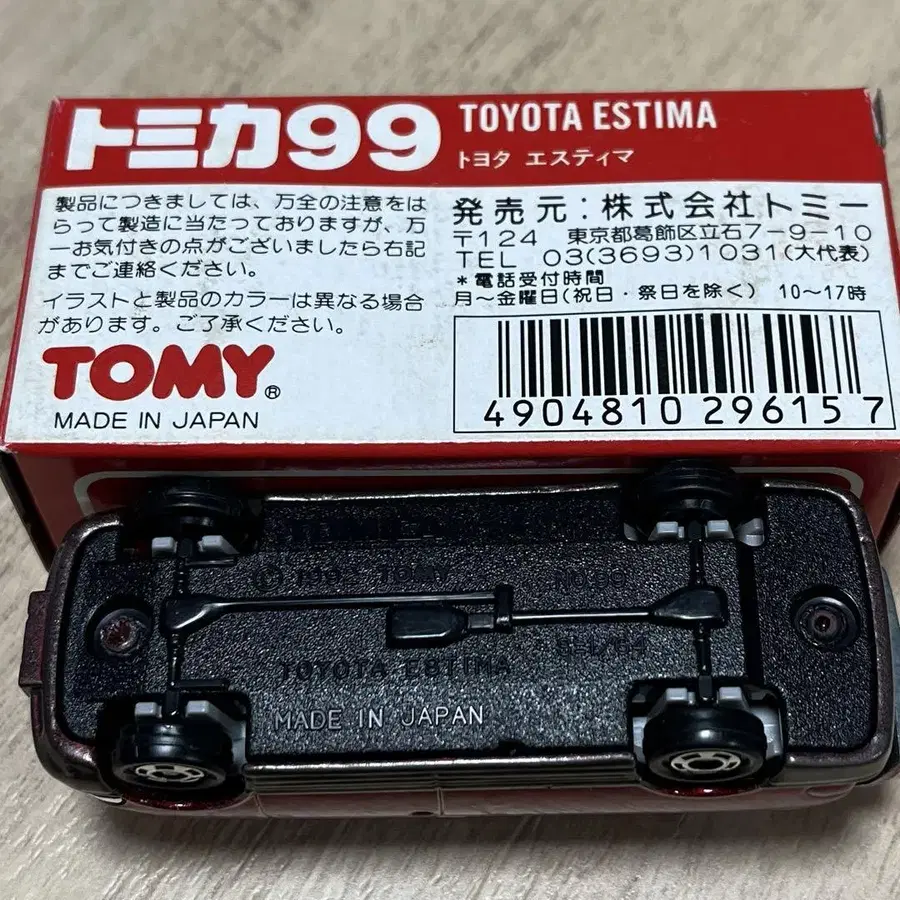 トミカ99
TOYOTA ESTIMA
トヨタ エスティマ
製品につきましては、万全の注意をは
らって製造に当たっておりますが、万
一お気付きの点がございましたら右記
までご連絡ください。
イラストと製品のカラーは異なる場合
があります。ご了承ください。
TOMY®
MADE IN JAPAN
発売元:株式会社トミー
〒124 東京都葛飾区立石7-9-10
TEL 03(3693)1031(大代表)
*電話受付時間
月~金曜日(祝日・祭日を除く) 10~17時
4904810 296157
TOMY
NO.99
S=1/64
TOYOTA ESTIMA
MADE IN JAPAN